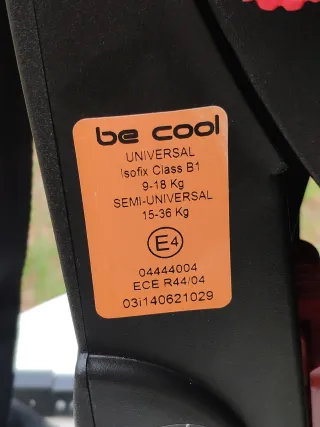 be cool
UNIVERSAL
Isofix Class B1
9-18 Kg
SEMI-UNIVERSAL
15-36 Kg
E4
04444004
ECE R44/04
03i140621029